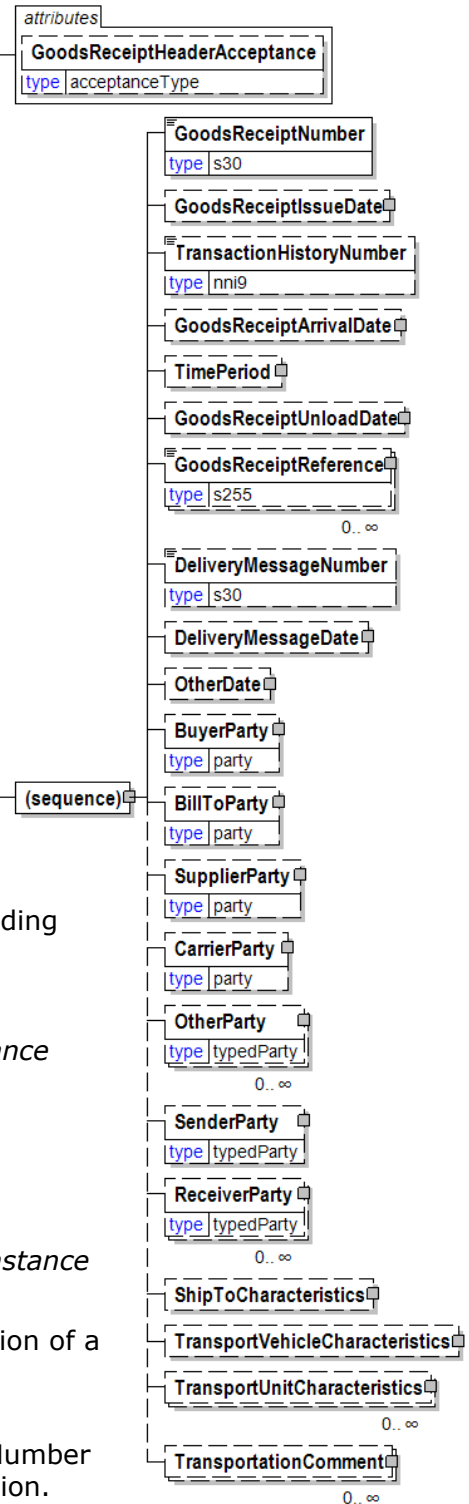 attributes
GoodsReceiptHeaderAcceptance
type acceptanceType
GoodsReceiptNumber
type s30
GoodsReceiptIssueDate
TransactionHistoryNumber
type nni9
GoodsReceiptArrivalDate
TimePeriod
GoodsReceiptUnloadDate
GoodsReceiptReference
type s255
0.. ∞
DeliveryMessageNumber
type s30
DeliveryMessageDate
OtherDate
BuyerParty
type party
(sequence)
BillToParty
type party
SupplierParty
type party
ding
CarrierParty
type party
OtherParty
type typedParty
0.. ∞
ance
SenderParty
type typedParty
ReceiverParty
type typedParty
0.. ∞
nstance
ShipToCharacteristics
ion of a
TransportVehicleCharacteristics
TransportUnitCharacteristics
0.. ∞
Number
TransportationComment
tion.
0.. ∞